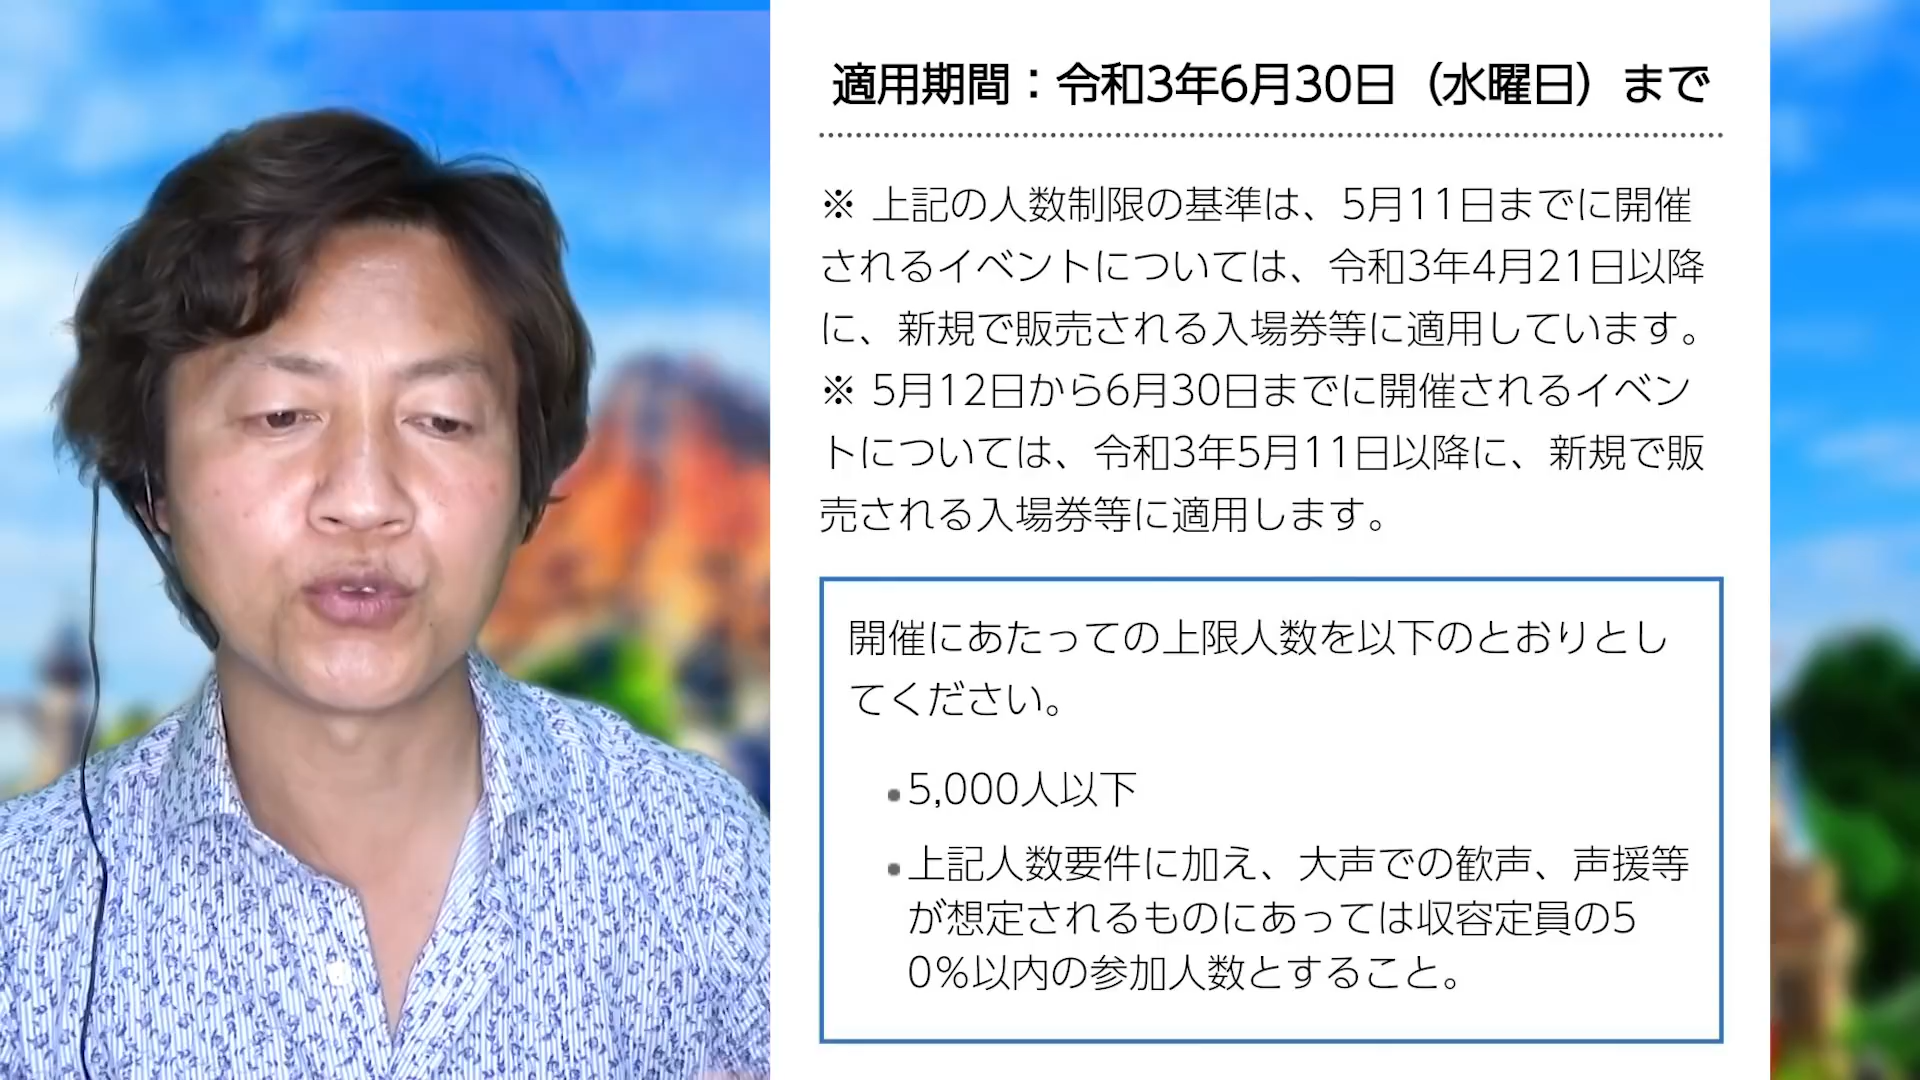 適用期間：令和3年6月30日（水曜日）まで
※ 上記の人数制限の基準は、5月11日までに開催
されるイベントについては、令和3年4月21日以降
に、新規で販売される入場券等に適用しています。
※ 5月12日から6月30日までに開催されるイベン
トについては、令和3年5月11日以降に、新規で販
売される入場券等に適用します。
開催にあたっての上限人数を以下のとおりとし
てください。
• 5,000人以下
• 上記人数要件に加え、大声での歓声、声援等
が想定されるものにあっては収容定員の5
0％以内の参加人数とすること。